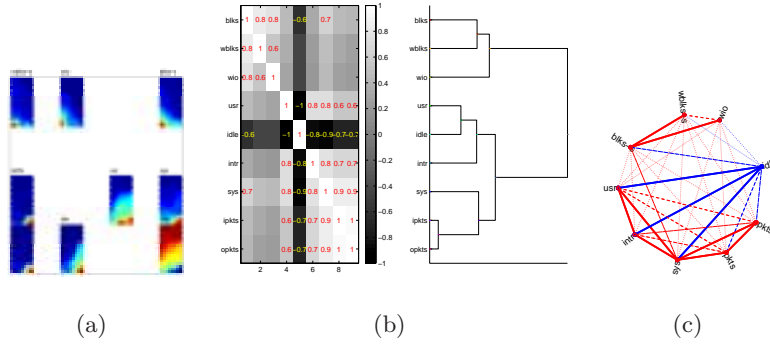 blks 1 0.8 0.8 −0.6 0.7
wblks 0.8 1 0.6
wio 0.8 0.6 1
usr 1 −1 0.8 0.8 0.6 0.6
idle −0.6 −1 1 −0.8 −0.9 −0.7 −0.7
intr 0.8 −0.8 1 0.8 0.7 0.7
sys 0.7 0.8 −0.9 0.8 1 0.9 0.9
ipkts 0.6 −0.7 0.7 0.9 1 1
opkts 0.6 −0.7 0.7 0.9 1 1
2 4 6 8
1
0.8
0.6
0.4
0.2
0
−0.2
−0.4
−0.6
−0.8
−1
blks
wblks
wio
usr
idle
intr
sys
ipkts
opkts
wblks
wio
blks
usr
intr
sys
(a) (b) (c)